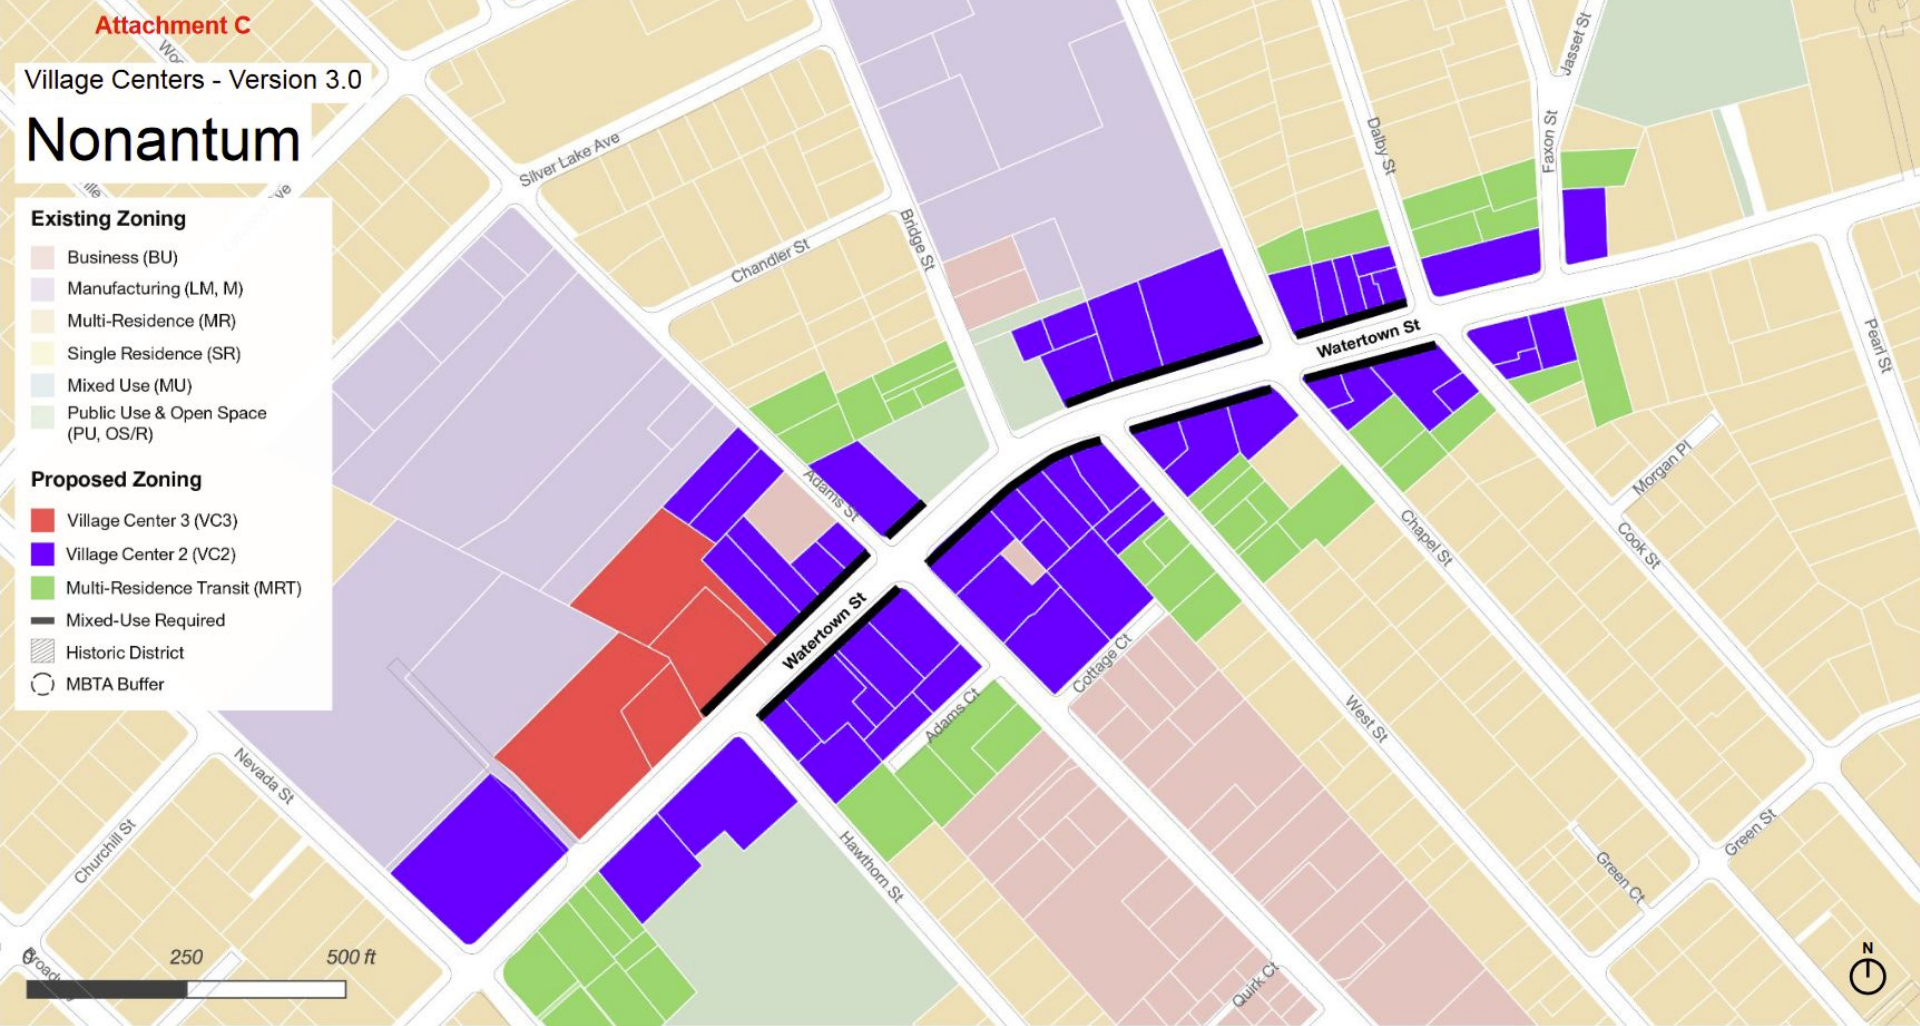 Attachment C
Village Centers - Version 3.0
Nonantum
Existing Zoning
Business (BU)
Manufacturing (LM, M)
Multi-Residence (MR)
Single Residence (SR)
Mixed Use (MU)
Public Use & Open Space
(PU, OS/R)
Proposed Zoning
Village Center 3 (VC3)
Village Center 2 (VC2)
Multi-Residence Transit (MRT)
Mixed-Use Required
Historic District
MBTA Buffer
Silver Lake Ave
Chandler St
Bridge St
Dalby St
Faxon St
Jasset St
Pearl St
Watertown St
Adams St
Watertown St
Morgan Pl
Cook St
Chapel St
West St
Cottage Ct
Adams Ct
Hawthorn St
Nevada St
Churchill St
Green St
Green Ct
Quirk Ct
0 250 500 ft
N